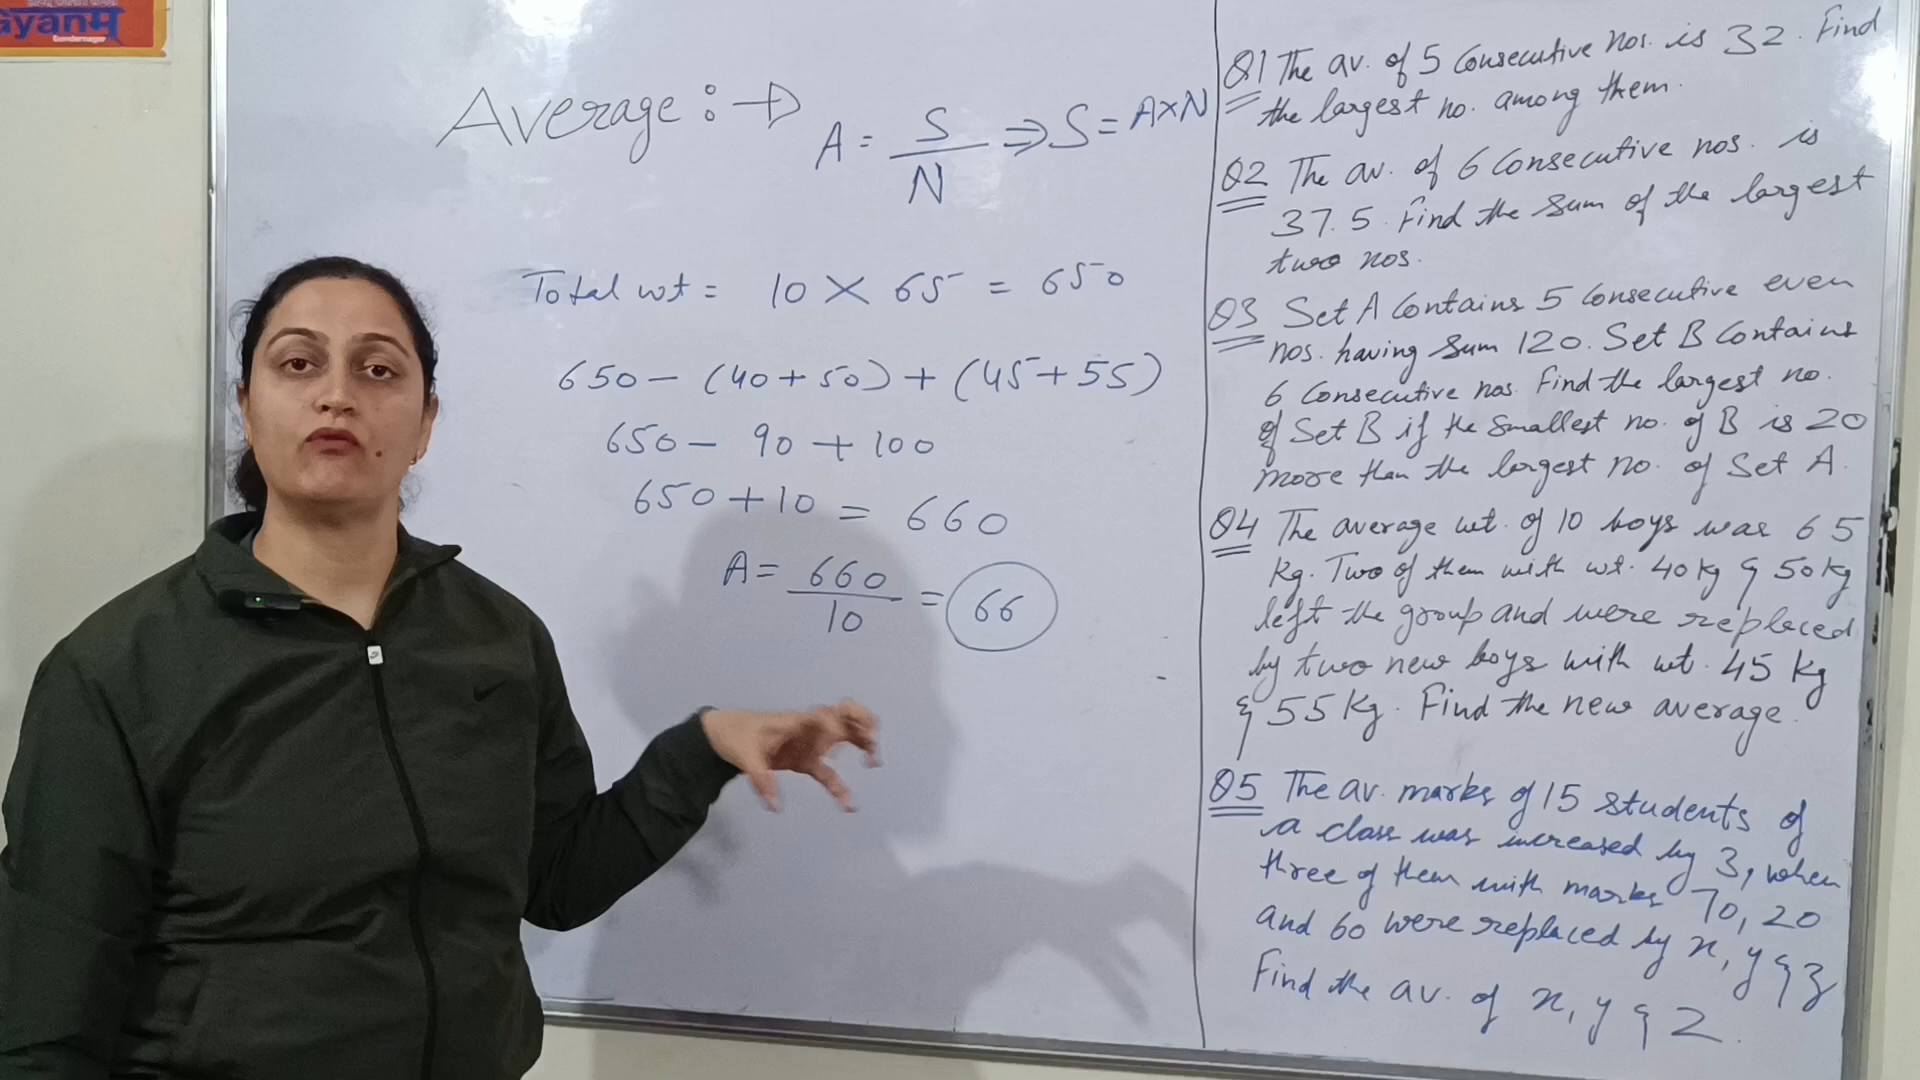 Gyanम
Sundernagar
Average :→
A = S/N ⇒ S = A×N
Total wt = 10 × 65 = 650
650 − (40+50) + (45+55)
650 − 90 + 100
650 + 10 = 660
A = 660/10 = 66
Q1 The av. of 5 Consecutive nos. is 32. Find
the largest no. among them.
Q2 The av. of 6 Consecutive nos. is
37.5. Find the sum of the largest
two nos.
Q3 Set A Contains 5 Consecutive even
nos. having sum 120. Set B Contains
6 Consecutive nos. Find the largest no.
of Set B if the smallest no. of B is 20
more than the largest no. of Set A.
Q4 The average wt. of 10 boys was 65
kg. Two of them with wt. 40kg & 50kg
left the group and were replaced
by two new boys with wt. 45 kg
& 55 kg. Find the new average.
Q5 The av. marks of 15 students of
a class was increased by 3, when
three of them with marks 70, 20
and 60 were replaced by x, y & z
Find the av. of x, y & z.